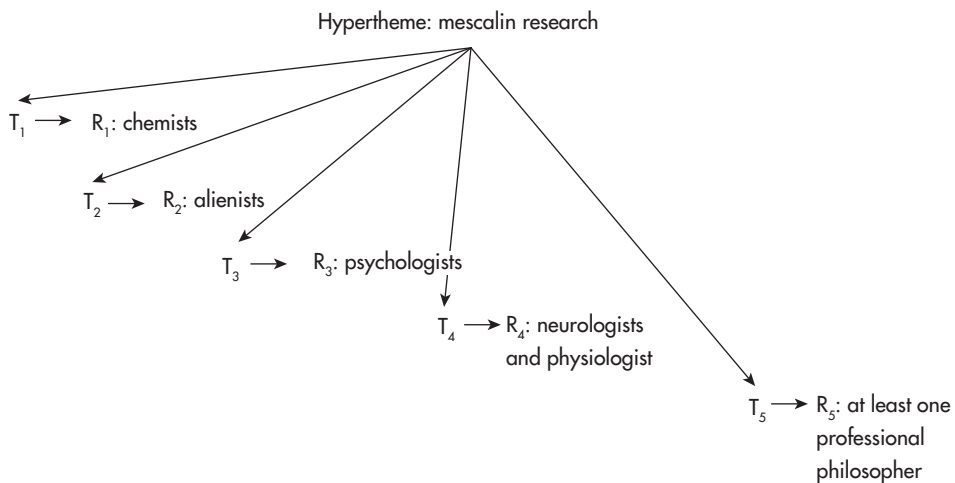 Hypertheme: mescalin research
T₁ → R₁: chemists
T₂ → R₂: alienists
T₃ → R₃: psychologists
T₄ → R₄: neurologists
and physiologist
T₅ → R₅: at least one
professional
philosopher